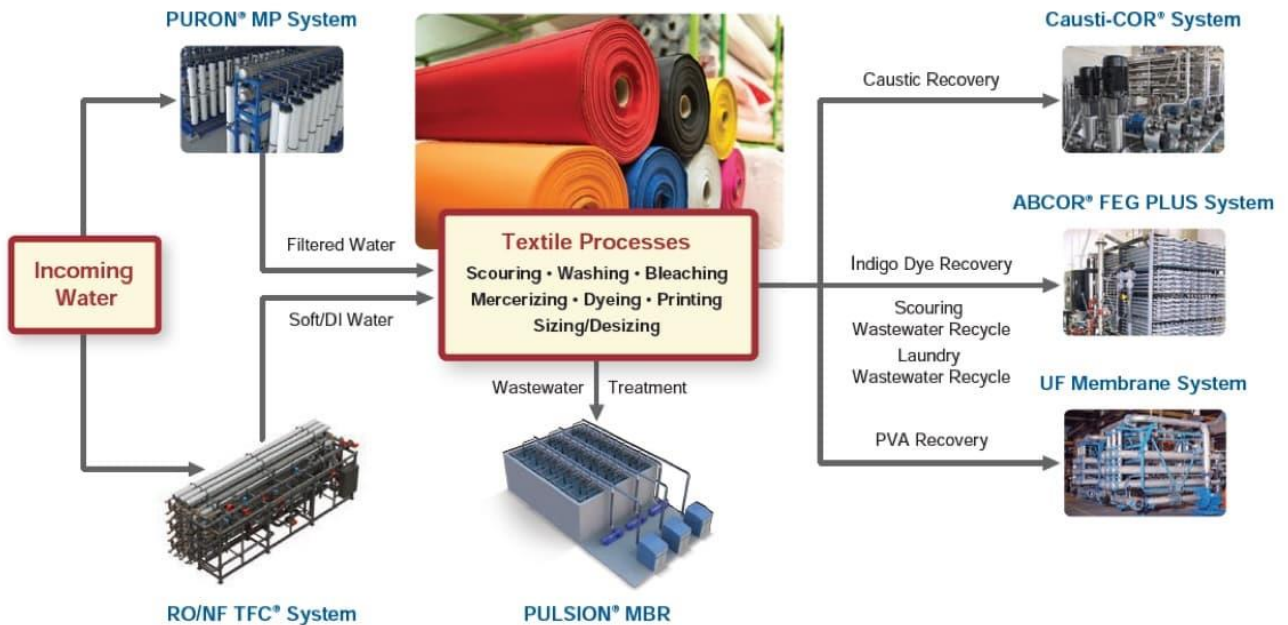 PURON® MP System
Causti-COR® System
Caustic Recovery
ABCOR® FEG PLUS System
Incoming
Water
Filtered Water
Soft/DI Water
Textile Processes
Scouring • Washing • Bleaching
Mercerizing • Dyeing • Printing
Sizing/Desizing
Indigo Dye Recovery
Scouring
Wastewater Recycle
Laundry
Wastewater Recycle
Wastewater Treatment
UF Membrane System
PVA Recovery
RO/NF TFC® System
PULSION® MBR